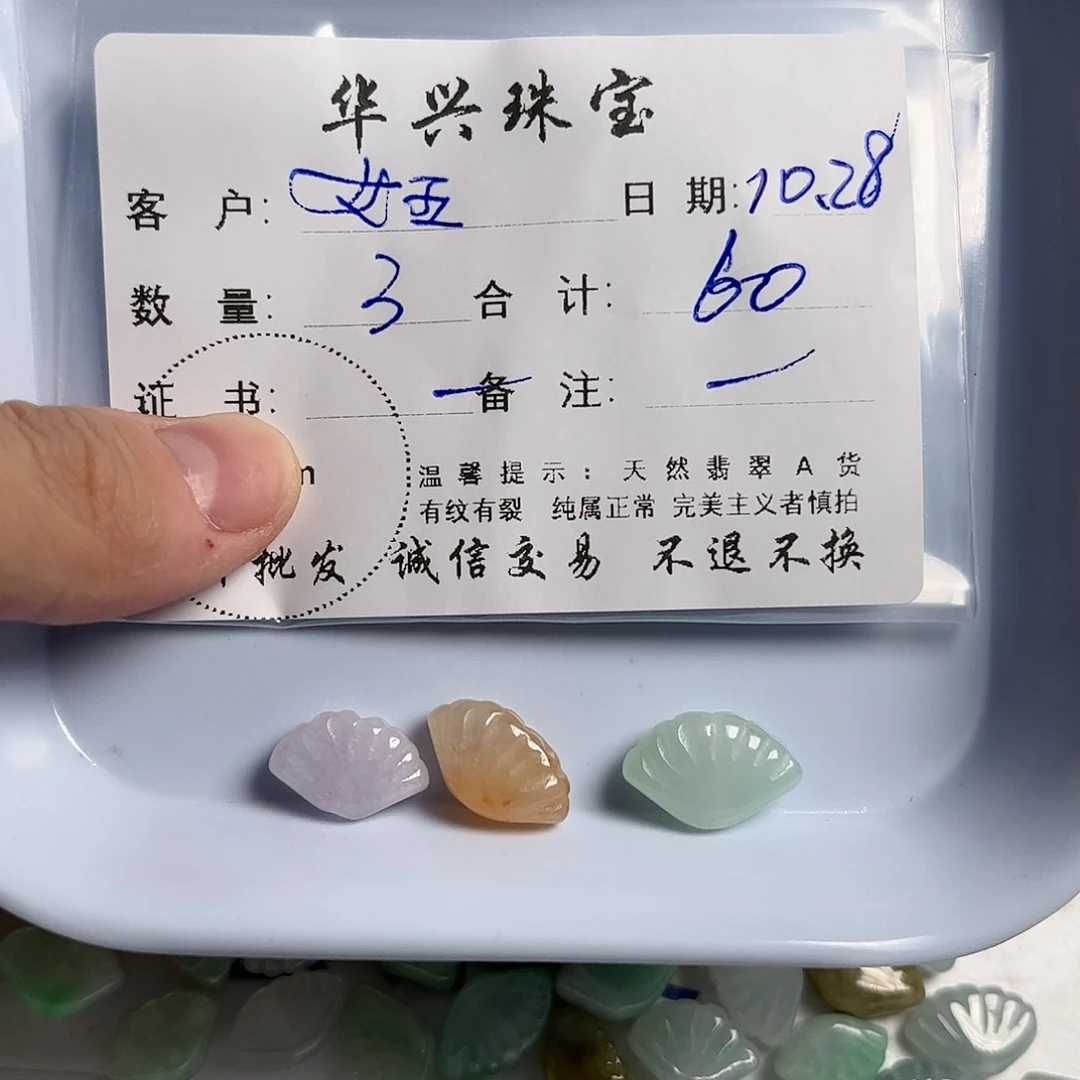 华兴珠宝
客户: 女王 日期: 10.28
数量: 3 合计: 60
证书: — 备注: —
温馨提示:天然翡翠A货
有纹有裂 纯属正常 完美主义者慎拍
批发 诚信交易 不退不换